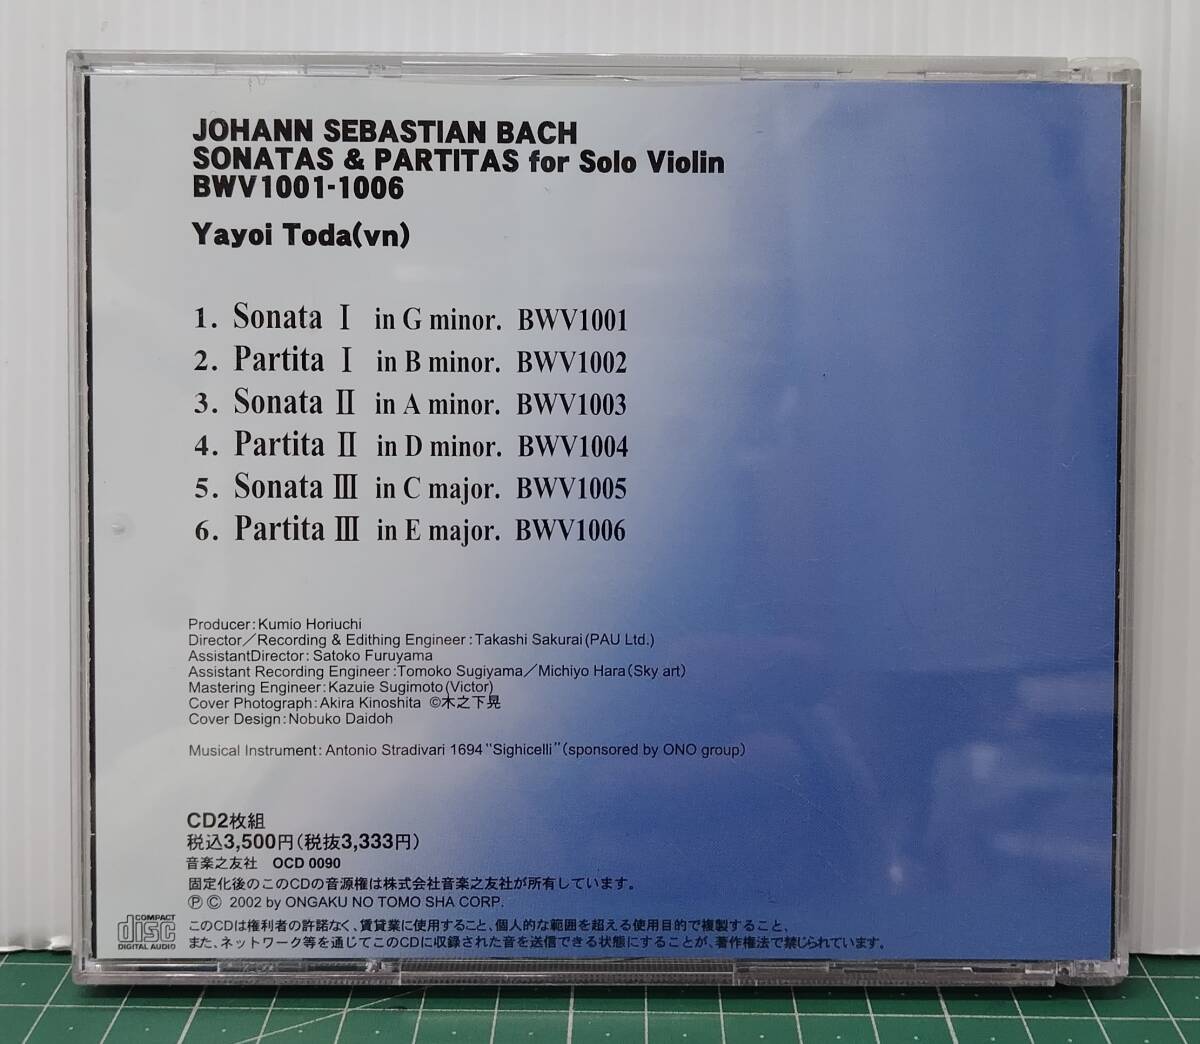 JOHANN SEBASTIAN BACH
SONATAS & PARTITAS for Solo Violin
BWV1001-1006
Yayoi Toda(vn)
1. Sonata Ⅰ in G minor. BWV1001
2. Partita Ⅰ in B minor. BWV1002
3. Sonata Ⅱ in A minor. BWV1003
4. Partita Ⅱ in D minor. BWV1004
5. Sonata Ⅲ in C major. BWV1005
6. Partita Ⅲ in E major. BWV1006
Producer:Kumio Horiuchi
Director／Recording & Edithing Engineer:Takashi Sakurai(PAU Ltd.)
AssistantDirector: Satoko Furuyama
Assistant Recording Engineer:Tomoko Sugiyama／Michiyo Hara(Sky art)
Mastering Engineer:Kazuie Sugimoto(Victor)
Cover Photograph:Akira Kinoshita ©木之下晃
Cover Design:Nobuko Daidoh
Musical Instrument: Antonio Stradivari 1694 "Sighicelli"(sponsored by ONO group)
CD2枚組
税込3,500円(税抜3,333円)
音楽之友社 OCD 0090
固定化後のこのCDの音源権は株式会社音楽之友社が所有しています。
Ⓟ Ⓒ 2002 by ONGAKU NO TOMO SHA CORP.
COMPACT
disc
DIGITAL AUDIO
このCDは権利者の許諾なく、賃貸業に使用すること、個人的な範囲を超える使用目的で複製すること、
また、ネットワーク等を通じてこのCDに収録された音を送信できる状態にすることが、著作権法で禁じられています。